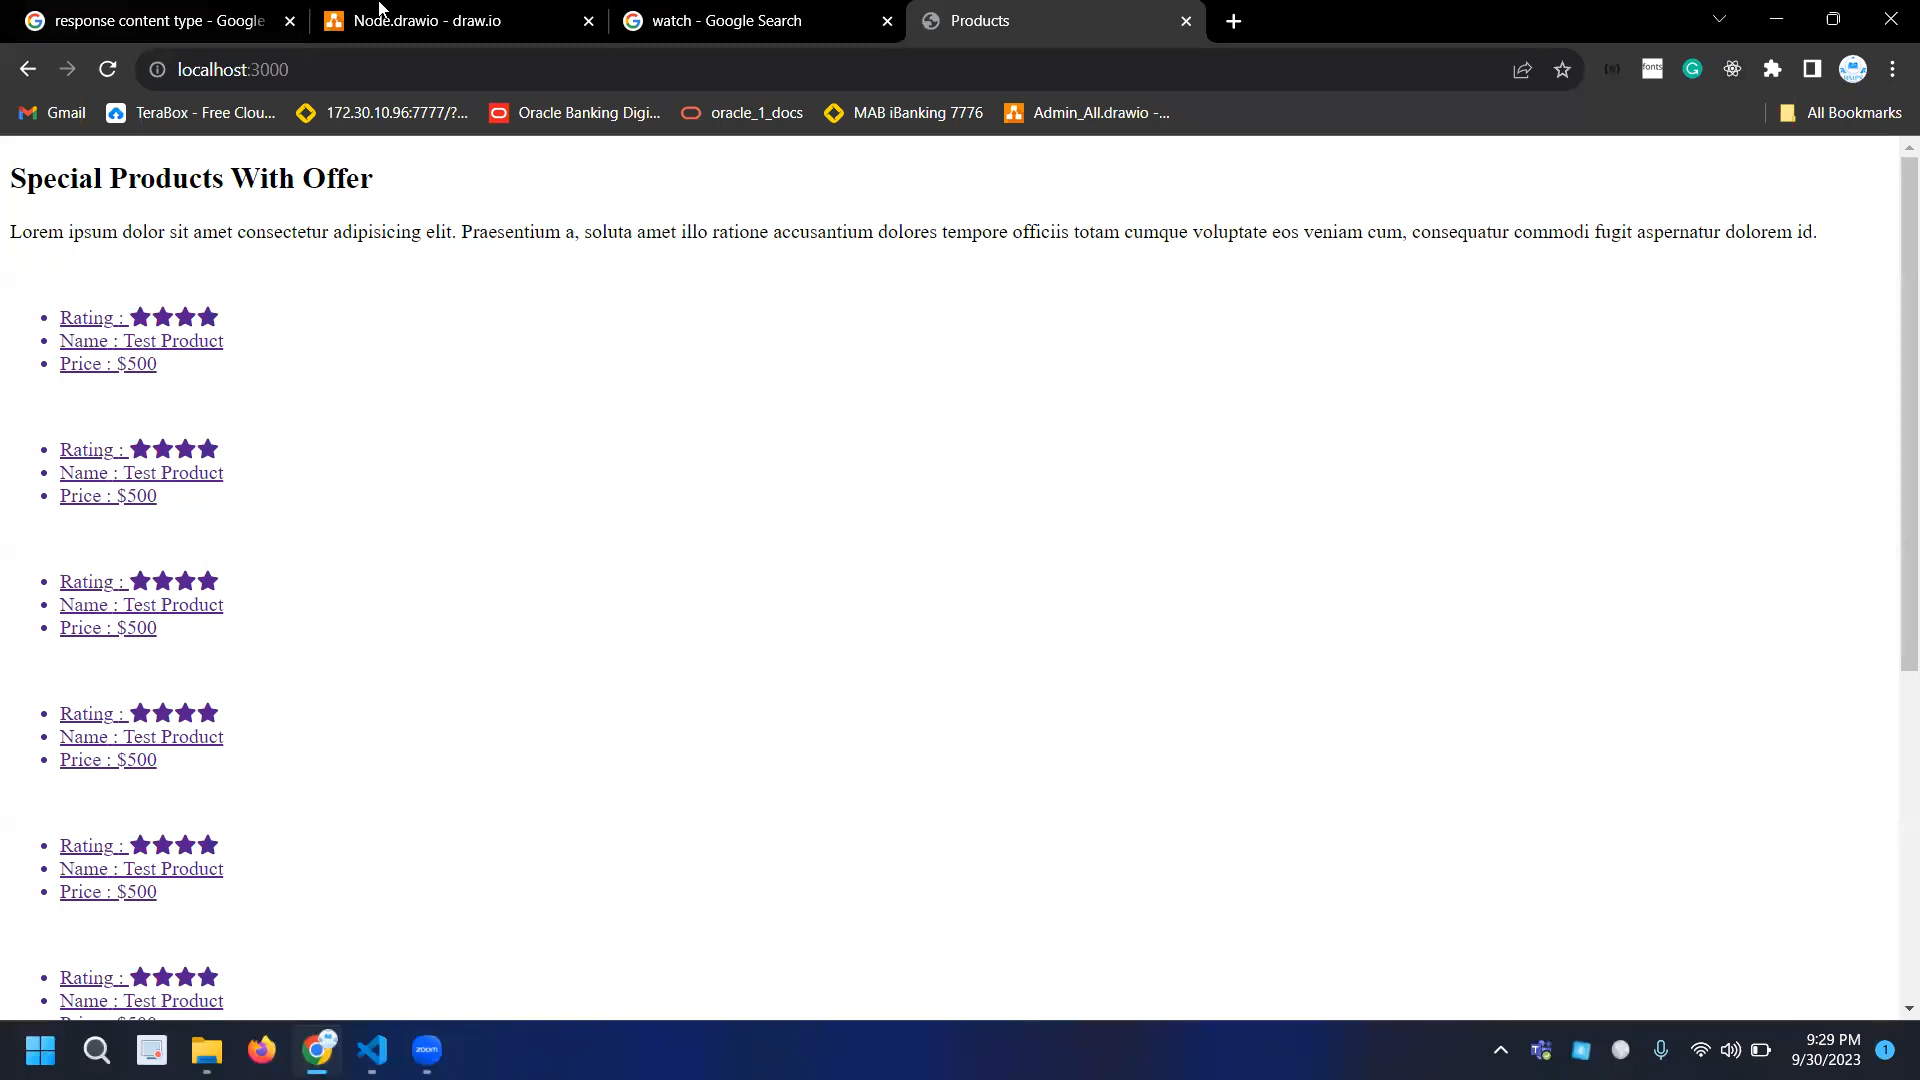 response content type - Google
Node.drawio - draw.io
watch - Google Search
Products
localhost:3000
fonts
Gmail
TeraBox - Free Clou...
172.30.10.96:7777/?...
Oracle Banking Digi...
oracle_1_docs
MAB iBanking 7776
Admin_All.drawio -...
All Bookmarks
Special Products With Offer
Lorem ipsum dolor sit amet consectetur adipisicing elit. Praesentium a, soluta amet illo ratione accusantium dolores tempore officiis totam cumque voluptate eos veniam cum, consequatur commodi fugit aspernatur dolorem id.
Rating :
Name : Test Product
Price : $500
Rating :
Name : Test Product
Price : $500
Rating :
Name : Test Product
Price : $500
Rating :
Name : Test Product
Price : $500
Rating :
Name : Test Product
Price : $500
Rating :
Name : Test Product
Price : $500
zoom
9:29 PM
9/30/2023
1